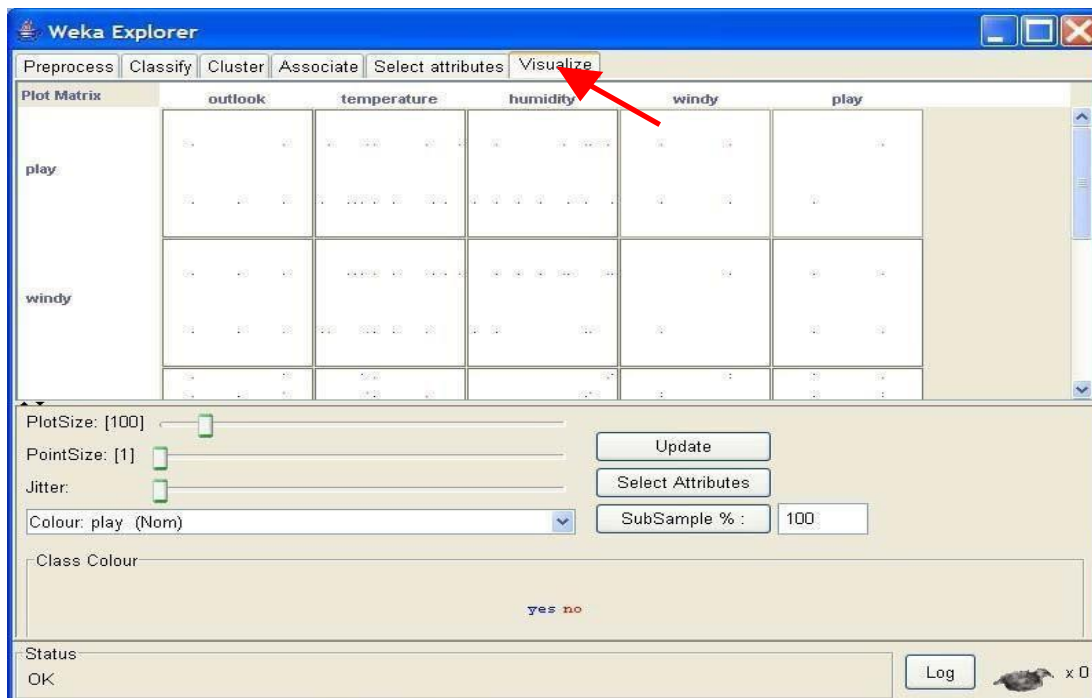 Weka Explorer
Preprocess Classify Cluster Associate Select attributes Visualize
Plot Matrix outlook temperature humidity windy play
play
windy
PlotSize: [100]
PointSize: [1]
Jitter:
Colour: play (Nom)
Update
Select Attributes
SubSample % : 100
Class Colour
yes no
Status
OK
Log x 0